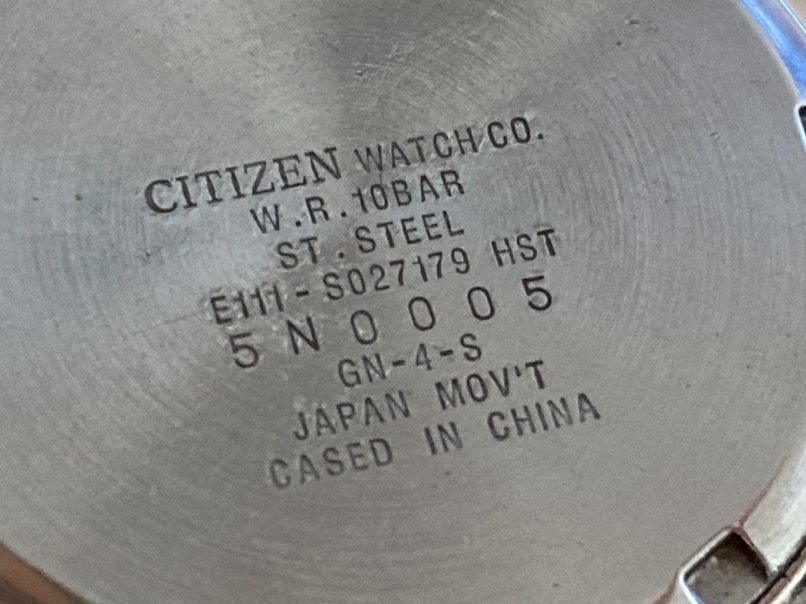 CITIZEN WATCH CO.
W.R.10BAR
ST.STEEL
E111-S027179 HST
5N0005
GN-4-S
JAPAN MOV'T
CASED IN CHINA